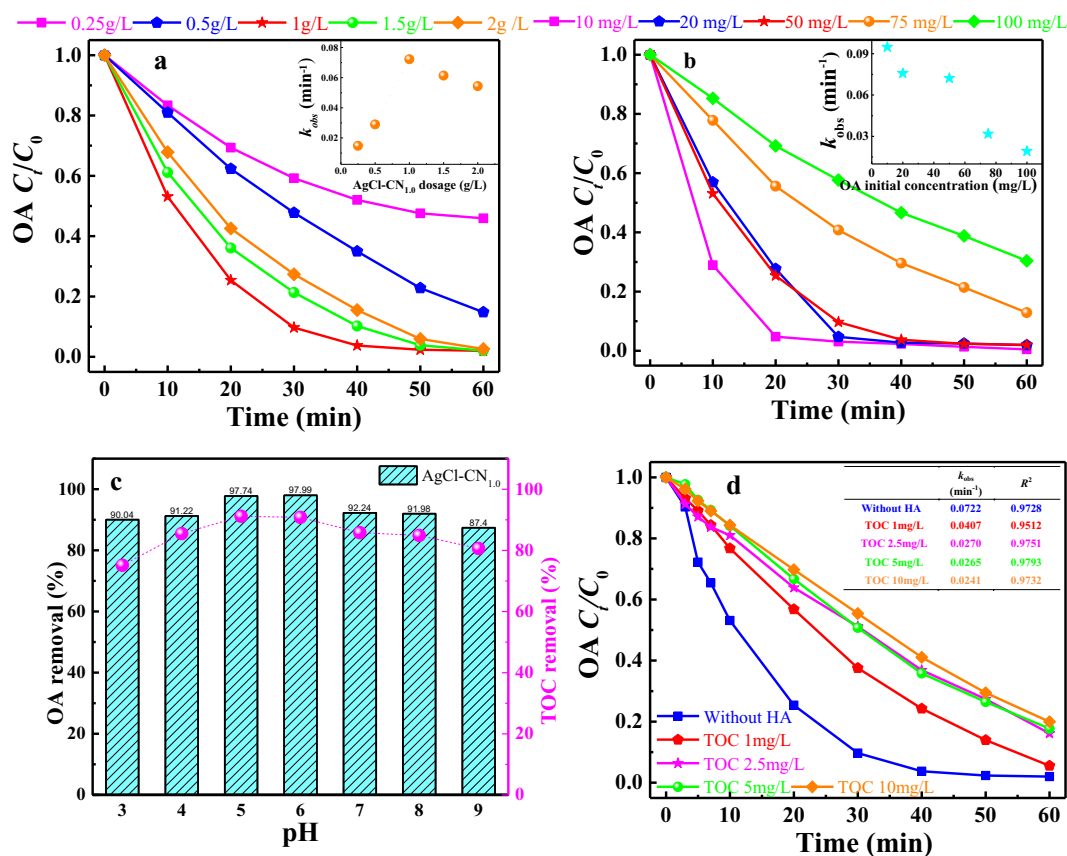 0.25g/L 0.5g/L 1g/L 1.5g/L 2g /L
10 mg/L 20 mg/L 50 mg/L 75 mg/L 100 mg/L
a
OA Ct/C0
1.0
0.8
0.6
0.4
0.2
0.0
0 10 20 30 40 50 60
Time (min)
kobs (min-1)
0.08
0.06
0.04
0.02
0.00
0.0 0.5 1.0 1.5 2.0
AgCl-CN1.0 dosage (g/L)
b
OA Ct/C0
1.0
0.8
0.6
0.4
0.2
0.0
0 10 20 30 40 50 60
Time (min)
kobs (min-1)
0.09
0.06
0.03
0 20 40 60 80 100
OA initial concentration (mg/L)
c
AgCl-CN1.0
OA removal (%)
100
80
60
40
20
0
90.04 91.22 97.74 97.99 92.24 91.98 87.4
3 4 5 6 7 8 9
pH
TOC removal (%)
100
80
60
40
20
0
d
OA Ct/C0
1.0
0.8
0.6
0.4
0.2
0.0
0 10 20 30 40 50 60
Time (min)
kobs (min-1) R2
Without HA 0.0722 0.9728
TOC 1mg/L 0.0407 0.9512
TOC 2.5mg/L 0.0270 0.9751
TOC 5mg/L 0.0265 0.9793
TOC 10mg/L 0.0241 0.9732
Without HA
TOC 1mg/L
TOC 2.5mg/L
TOC 5mg/L TOC 10mg/L